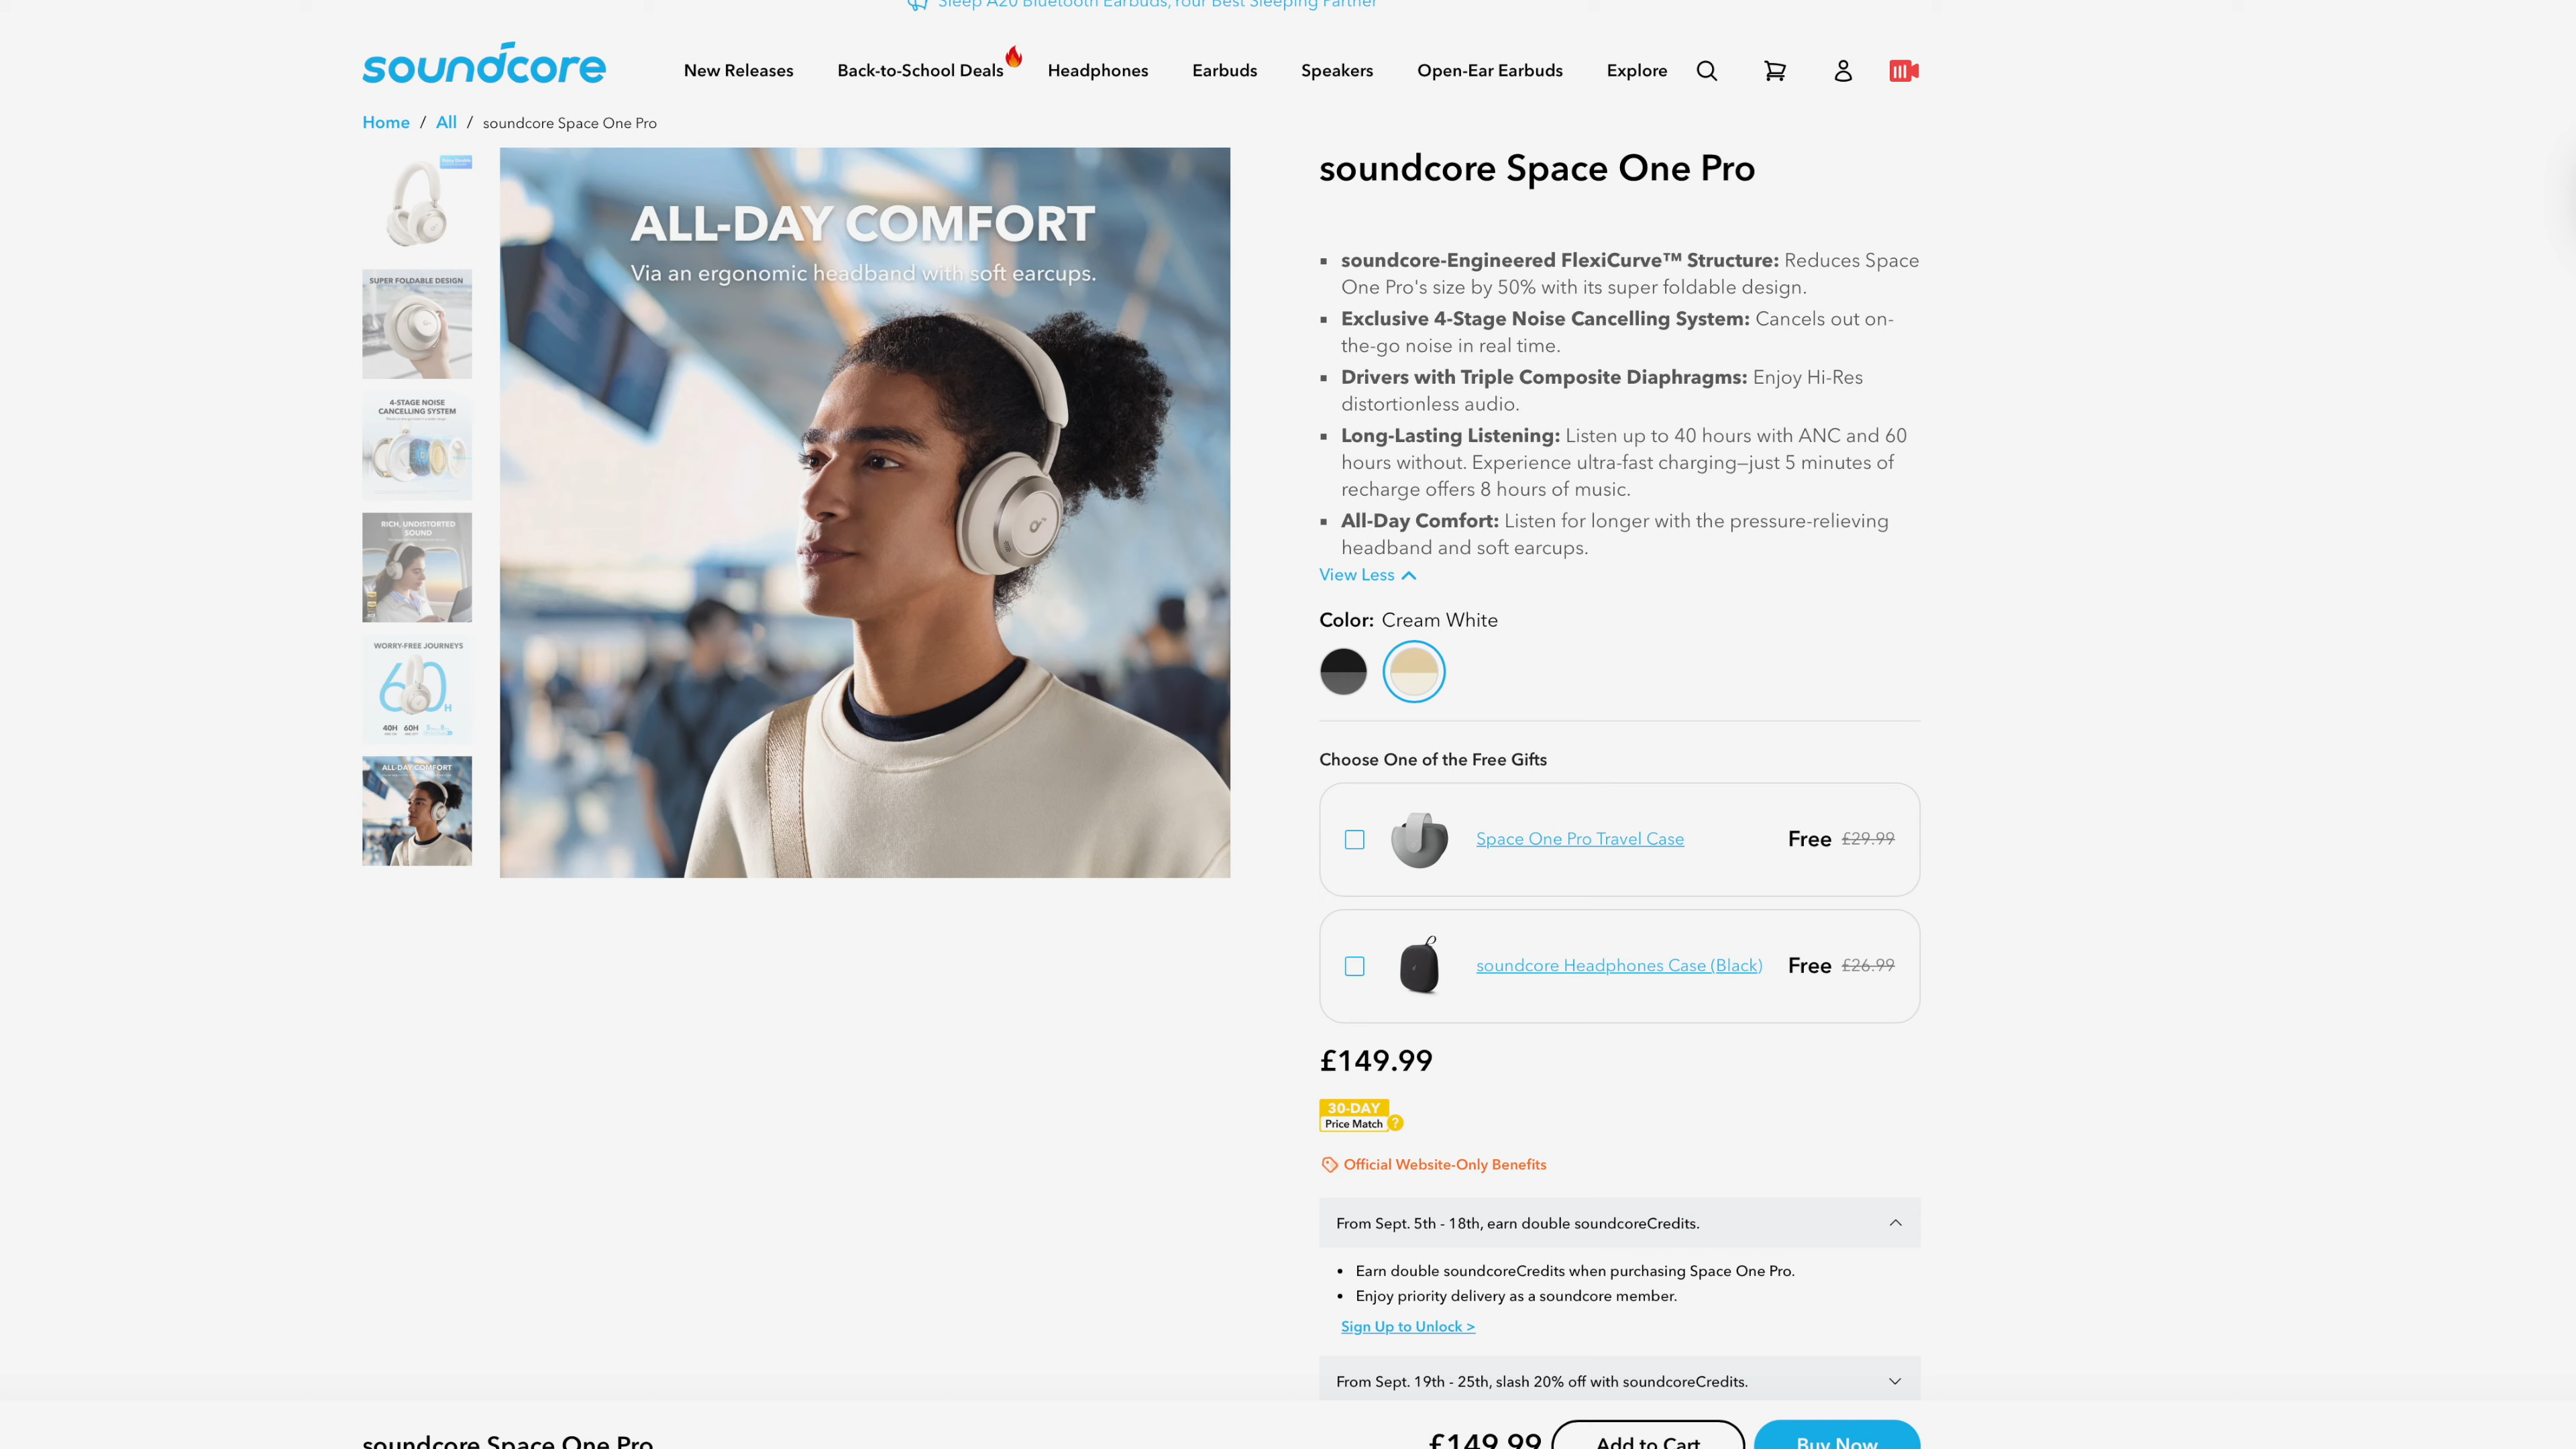 Sleep A20 Bluetooth Earbuds, Your Best Sleeping Partner
soundcore
New Releases
Back-to-School Deals
Headphones
Earbuds
Speakers
Open-Ear Earbuds
Explore
Home / All / soundcore Space One Pro
SUPER FOLDABLE DESIGN
4-STAGE NOISE
CANCELLING SYSTEM
RICH, UNDISTORTED
SOUND
WORRY-FREE JOURNEYS
60H
40H 60H
ALL-DAY COMFORT
ALL-DAY COMFORT
Via an ergonomic headband with soft earcups.
soundcore Space One Pro
soundcore-Engineered FlexiCurve™ Structure: Reduces Space
One Pro's size by 50% with its super foldable design.
Exclusive 4-Stage Noise Cancelling System: Cancels out on-
the-go noise in real time.
Drivers with Triple Composite Diaphragms: Enjoy Hi-Res
distortionless audio.
Long-Lasting Listening: Listen up to 40 hours with ANC and 60
hours without. Experience ultra-fast charging—just 5 minutes of
recharge offers 8 hours of music.
All-Day Comfort: Listen for longer with the pressure-relieving
headband and soft earcups.
View Less
Color: Cream White
Choose One of the Free Gifts
Space One Pro Travel Case Free £29.99
soundcore Headphones Case (Black) Free £26.99
£149.99
30-DAY
Price Match ?
Official Website-Only Benefits
From Sept. 5th - 18th, earn double soundcoreCredits.
• Earn double soundcoreCredits when purchasing Space One Pro.
• Enjoy priority delivery as a soundcore member.
Sign Up to Unlock >
From Sept. 19th - 25th, slash 20% off with soundcoreCredits.
soundcore Space One Pro
£149.99
Add to Cart
Buy Now